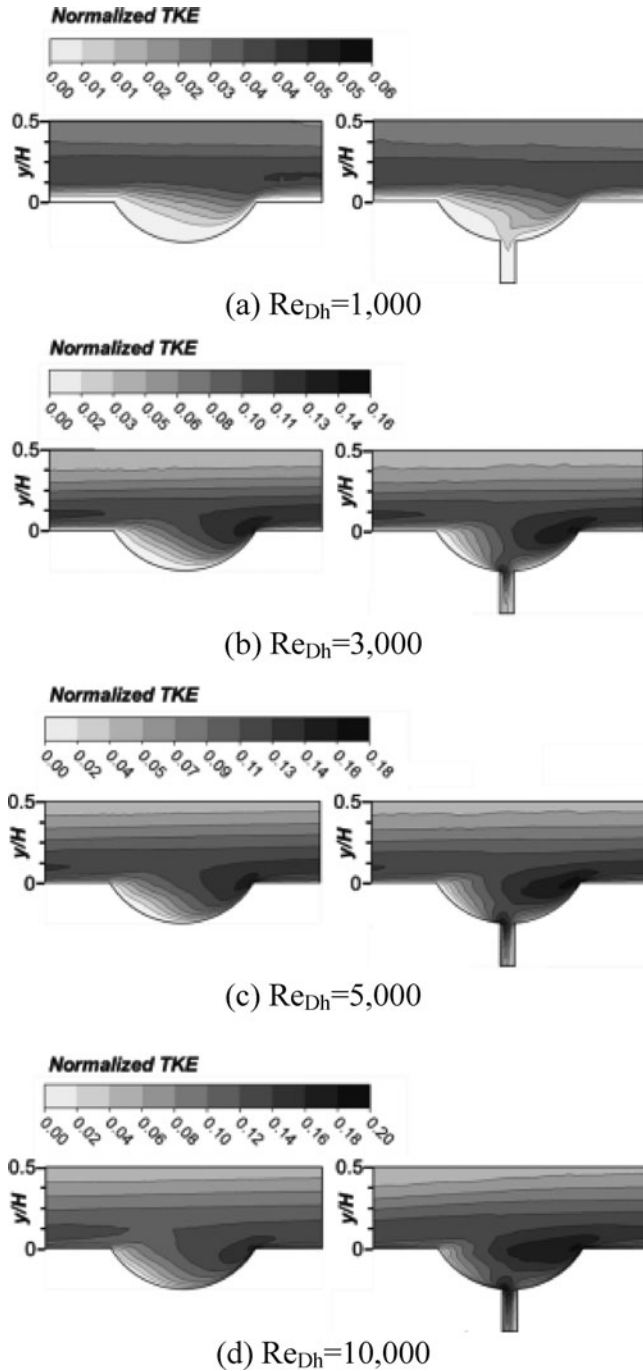 Normalized TKE
0.00 0.01 0.01 0.02 0.02 0.03 0.04 0.04 0.05 0.05 0.06
0.5
y/H
0
(a) ReDh=1,000
Normalized TKE
0.00 0.02 0.03 0.05 0.06 0.08 0.10 0.11 0.13 0.14 0.16
0.5 0.5
y/H y/H
0 0
(b) ReDh=3,000
Normalized TKE
0.00 0.02 0.04 0.05 0.07 0.09 0.11 0.13 0.14 0.16 0.18
0.5 0.5
y/H y/H
0 0
(c) ReDh=5,000
Normalized TKE
0.00 0.02 0.04 0.06 0.08 0.10 0.12 0.14 0.16 0.18 0.20
0.5 0.5
y/H y/H
0 0
(d) ReDh=10,000